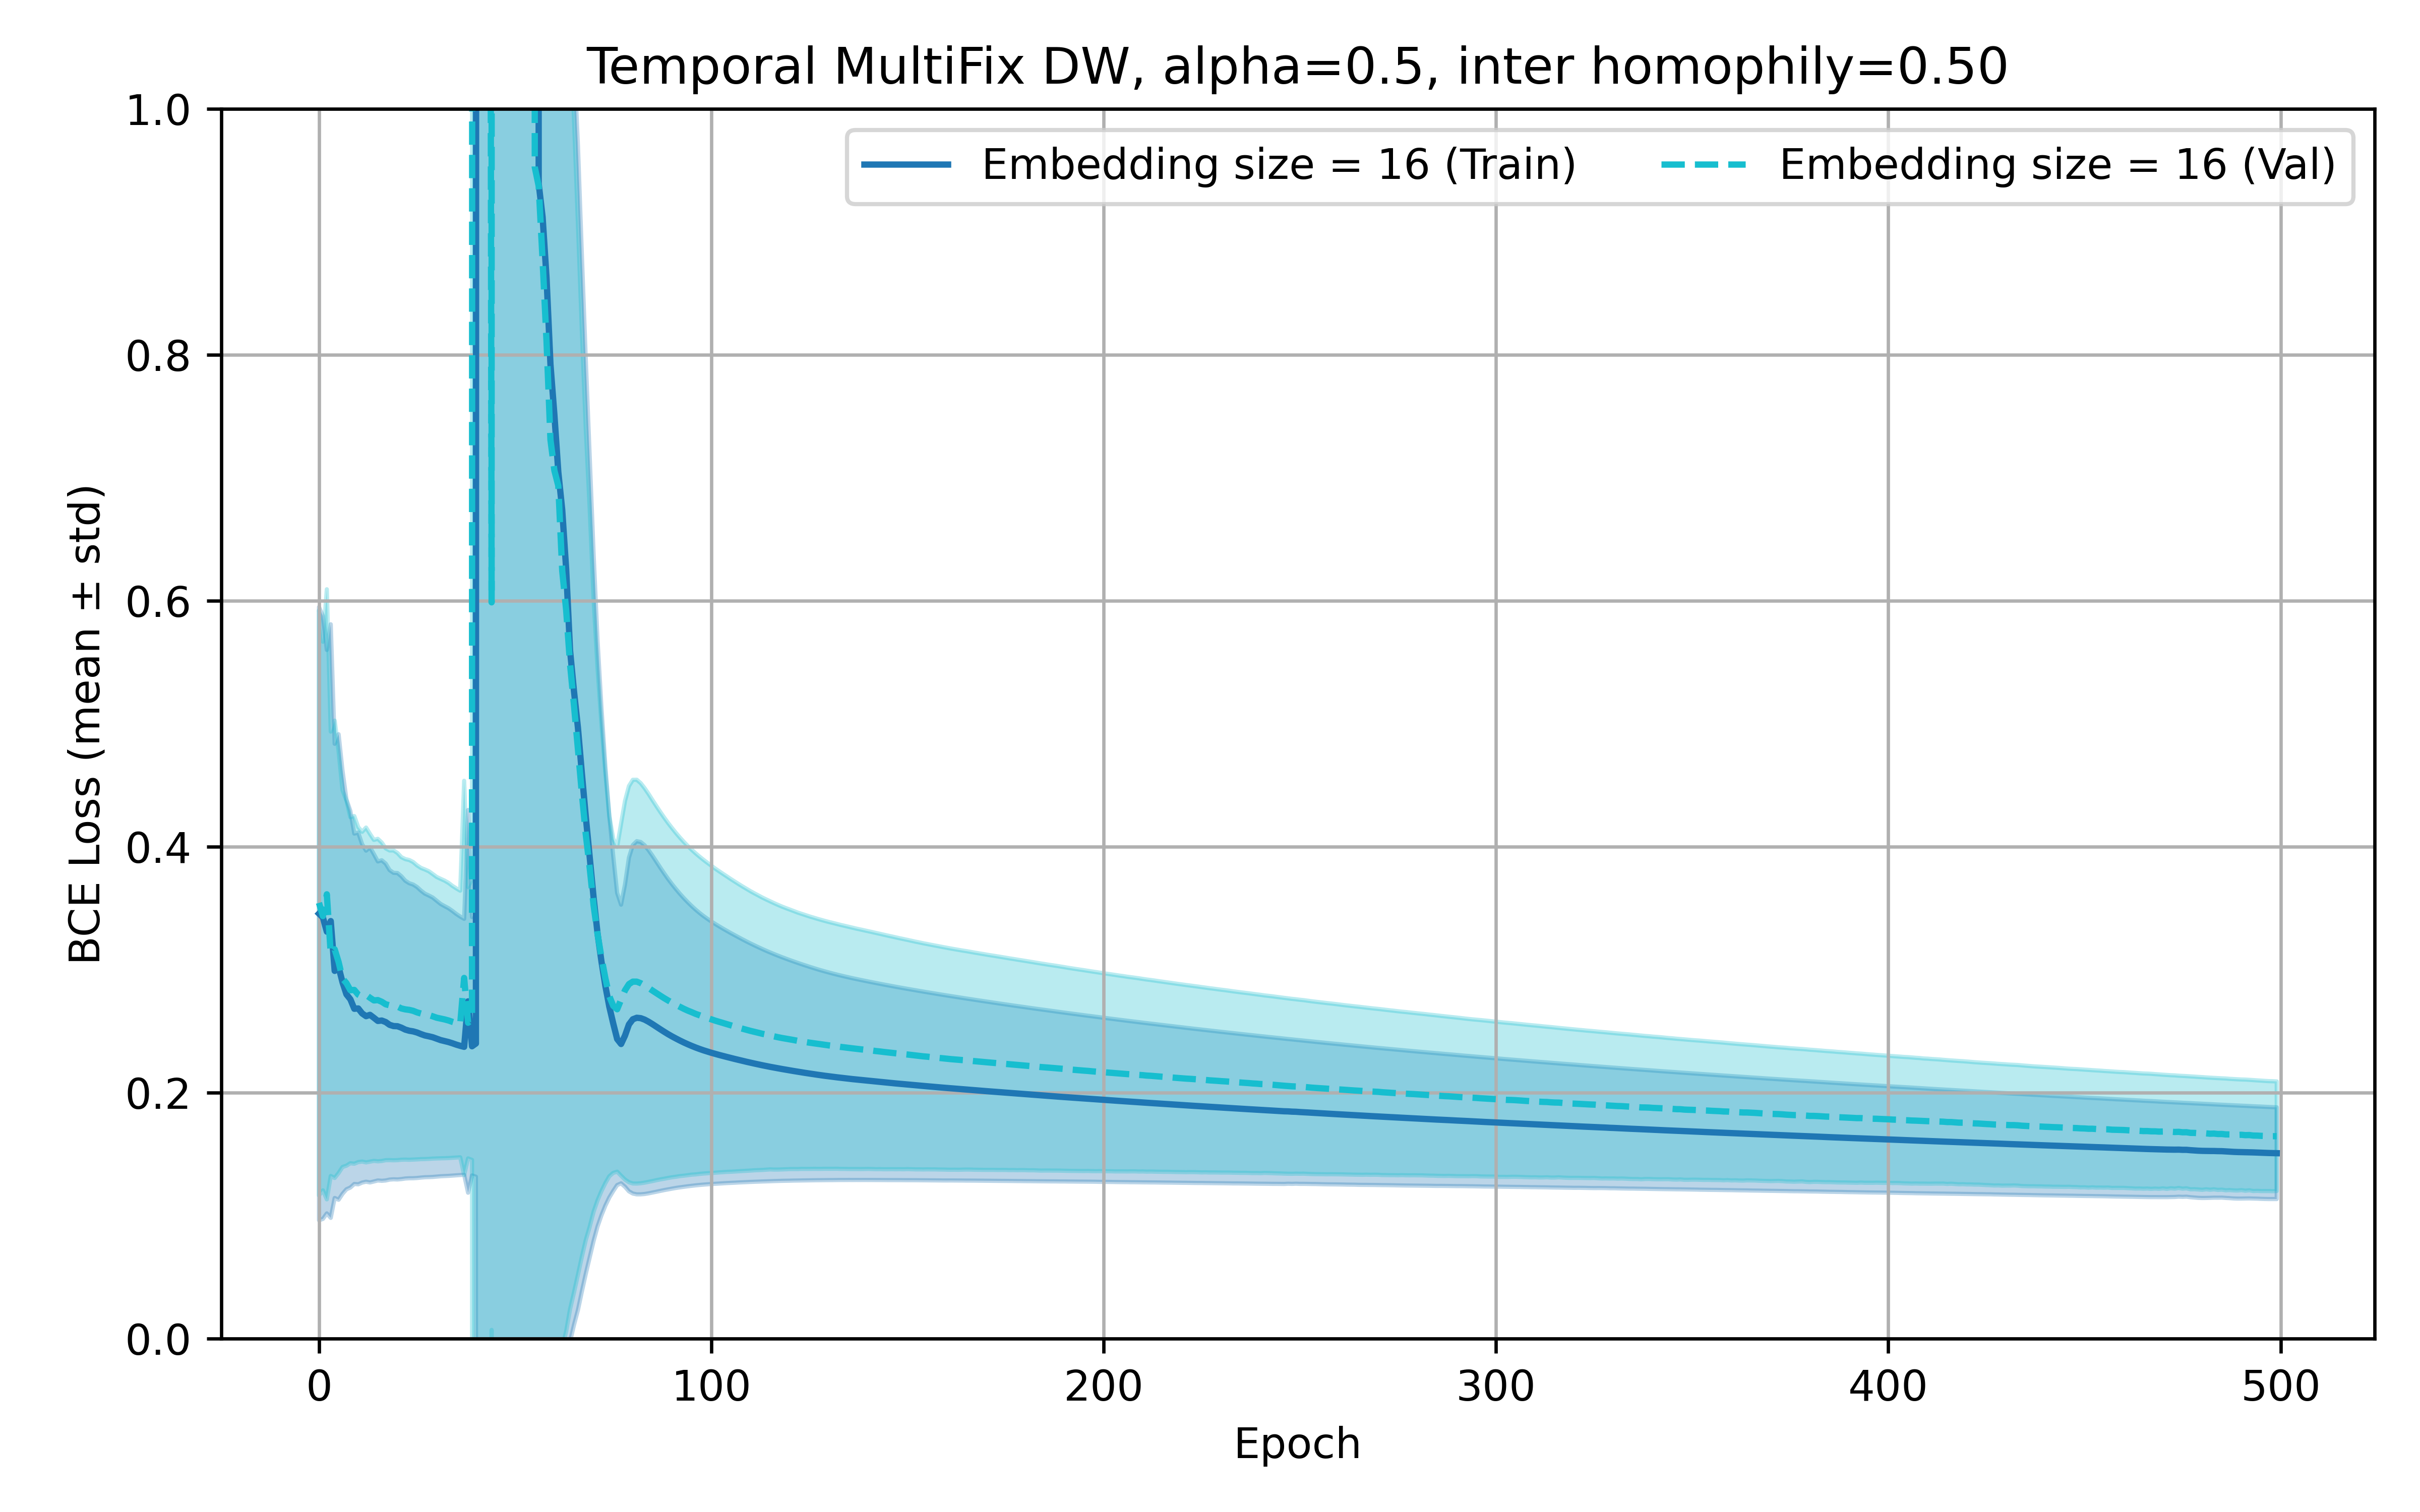 Temporal MultiFix DW, alpha=0.5, inter homophily=0.50
1.0
0.8
0.6
0.4
0.2
0.0
BCE Loss (mean ± std)
Embedding size = 16 (Train)
Embedding size = 16 (Val)
0 100 200 300 400 500
Epoch